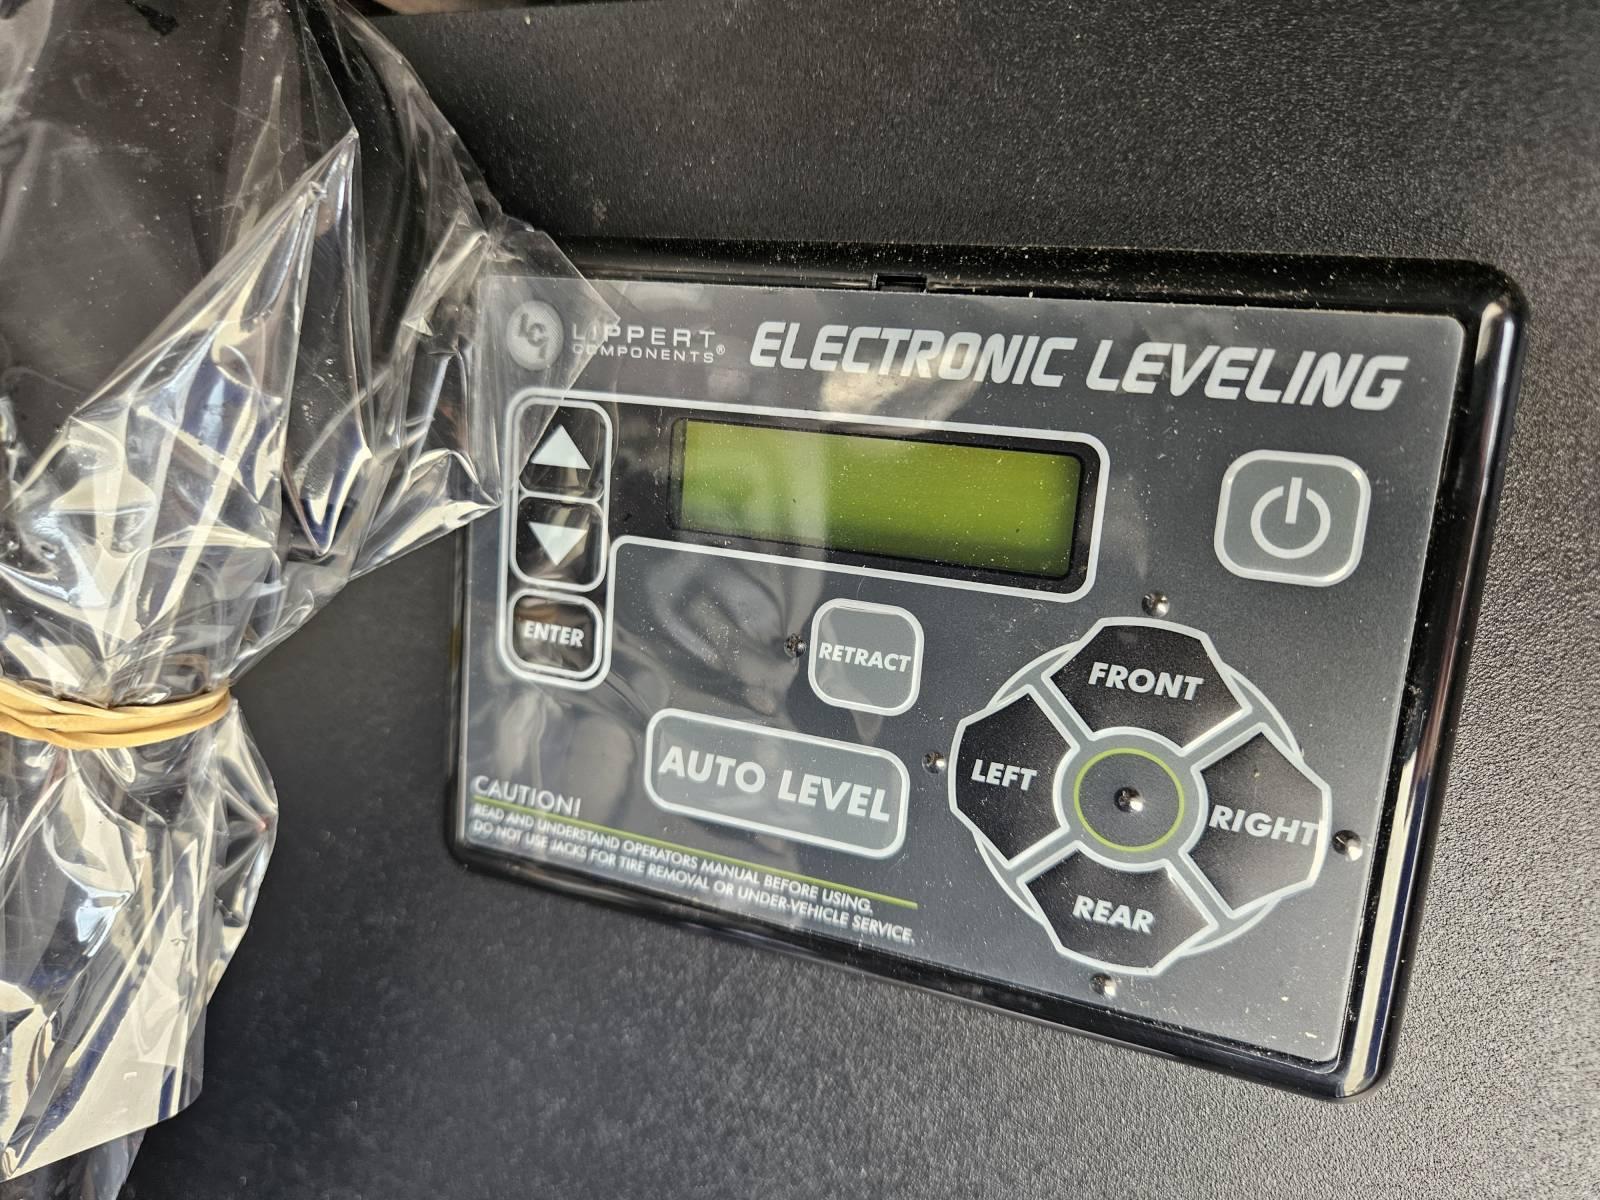 LCI
LIPPERT
COMPONENTS®
ELECTRONIC LEVELING
ENTER
RETRACT
AUTO LEVEL
FRONT
LEFT
RIGHT
REAR
CAUTION!
READ AND UNDERSTAND OPERATORS MANUAL BEFORE USING.
DO NOT USE JACKS FOR TIRE REMOVAL OR UNDER-VEHICLE SERVICE.